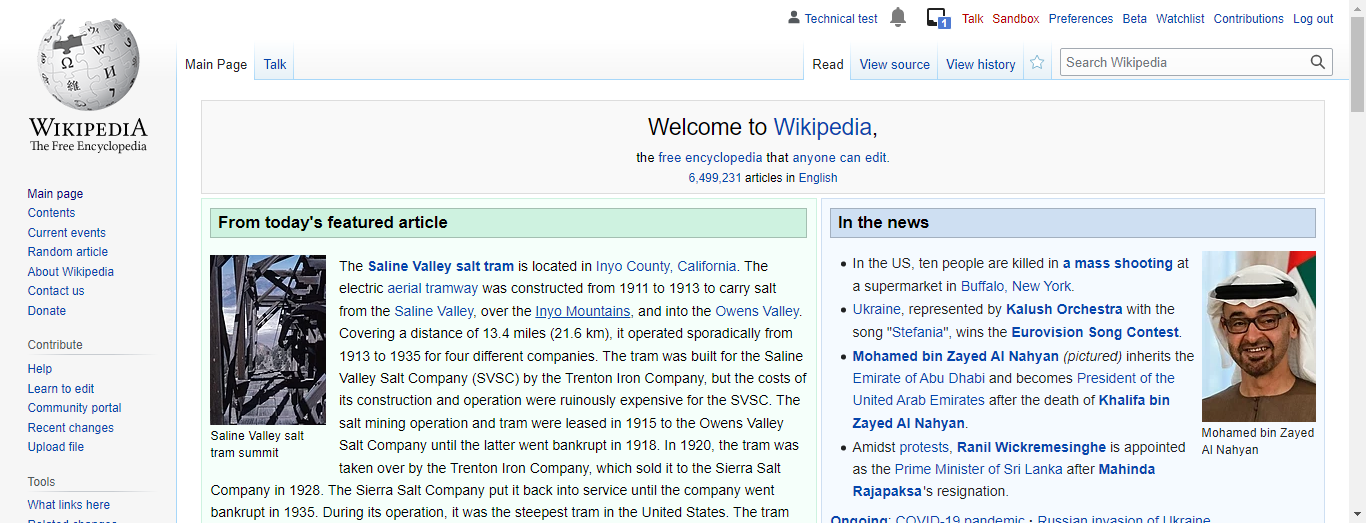 Technical test
1
Talk
Sandbox
Preferences
Beta
Watchlist
Contributions
Log out
WIKIPEDIA
The Free Encyclopedia
Main Page
Talk
Read
View source
View history
Search Wikipedia
Main page
Contents
Current events
Random article
About Wikipedia
Contact us
Donate
Contribute
Help
Learn to edit
Community portal
Recent changes
Upload file
Tools
What links here
Related changes
Welcome to Wikipedia,
the free encyclopedia that anyone can edit.
6,499,231 articles in English
From today's featured article
Saline Valley salt
tram summit
The Saline Valley salt tram is located in Inyo County, California. The
electric aerial tramway was constructed from 1911 to 1913 to carry salt
from the Saline Valley, over the Inyo Mountains, and into the Owens Valley.
Covering a distance of 13.4 miles (21.6 km), it operated sporadically from
1913 to 1935 for four different companies. The tram was built for the Saline
Valley Salt Company (SVSC) by the Trenton Iron Company, but the costs of
its construction and operation were ruinously expensive for the SVSC. The
salt mining operation and tram were leased in 1915 to the Owens Valley
Salt Company until the latter went bankrupt in 1918. In 1920, the tram was
taken over by the Trenton Iron Company, which sold it to the Sierra Salt
Company in 1928. The Sierra Salt Company put it back into service until the company went
bankrupt in 1935. During its operation, it was the steepest tram in the United States. The tram
In the news
• In the US, ten people are killed in a mass shooting at
a supermarket in Buffalo, New York.
• Ukraine, represented by Kalush Orchestra with the
song "Stefania", wins the Eurovision Song Contest.
• Mohamed bin Zayed Al Nahyan (pictured) inherits the
Emirate of Abu Dhabi and becomes President of the
United Arab Emirates after the death of Khalifa bin
Zayed Al Nahyan.
• Amidst protests, Ranil Wickremesinghe is appointed
as the Prime Minister of Sri Lanka after Mahinda
Rajapaksa's resignation.
Ongoing: COVID-19 pandemic · Russian invasion of Ukraine
Mohamed bin Zayed
Al Nahyan